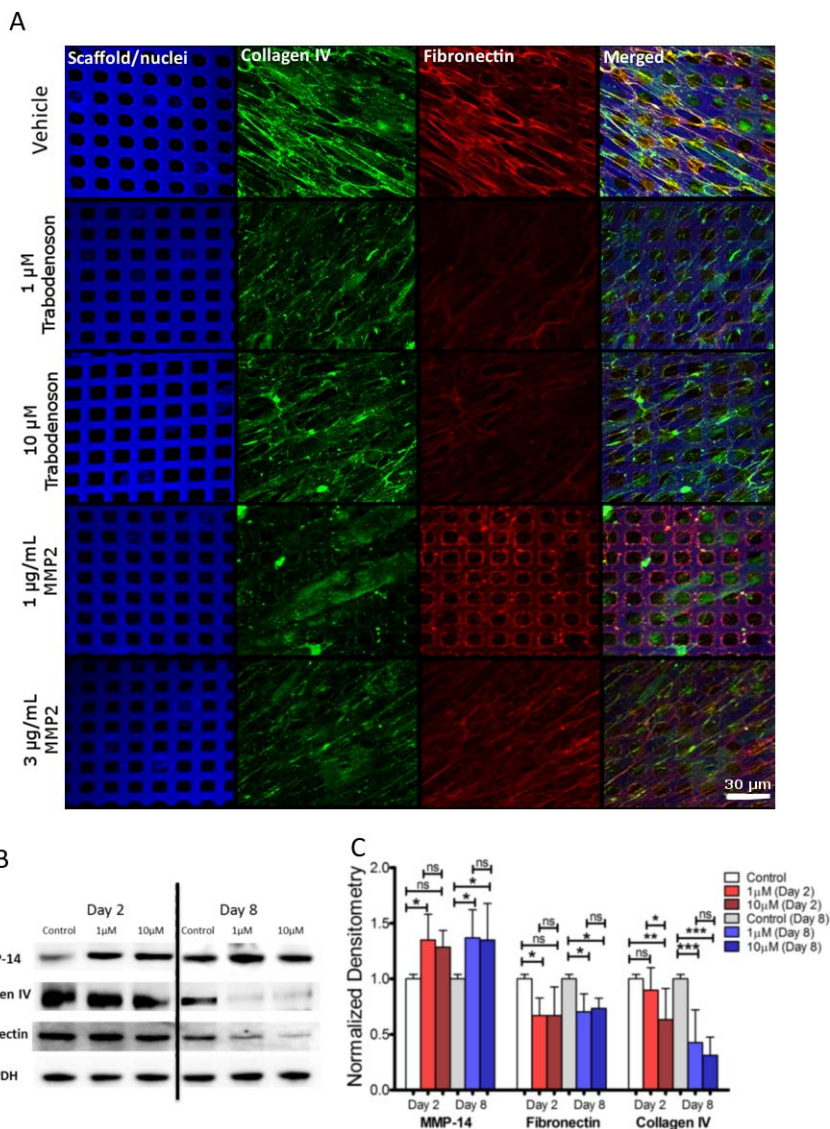 A
Scaffold/nuclei Collagen IV Fibronectin Merged
Vehicle
1 µM
Trabodenoson
10 µM
Trabodenoson
1 µg/mL
MMP2
3 µg/mL
MMP2
30 µm
B
Day 2 Day 8
Control 1µM 10µM Control 1µM 10µM
P-14
en IV
ectin
DH
C
Normalized Densitometry
2.0
1.5
1.0
0.5
0.0
ns
ns
*
ns
*
*
ns
ns
*
ns
*
*
*
**
ns
ns
***
***
Control
1µM (Day 2)
10µM (Day 2)
Control (Day 8)
1µM (Day 8)
10µM (Day 8)
Day 2 Day 8 Day 2 Day 8 Day 2 Day 8
MMP-14 Fibronectin Collagen IV